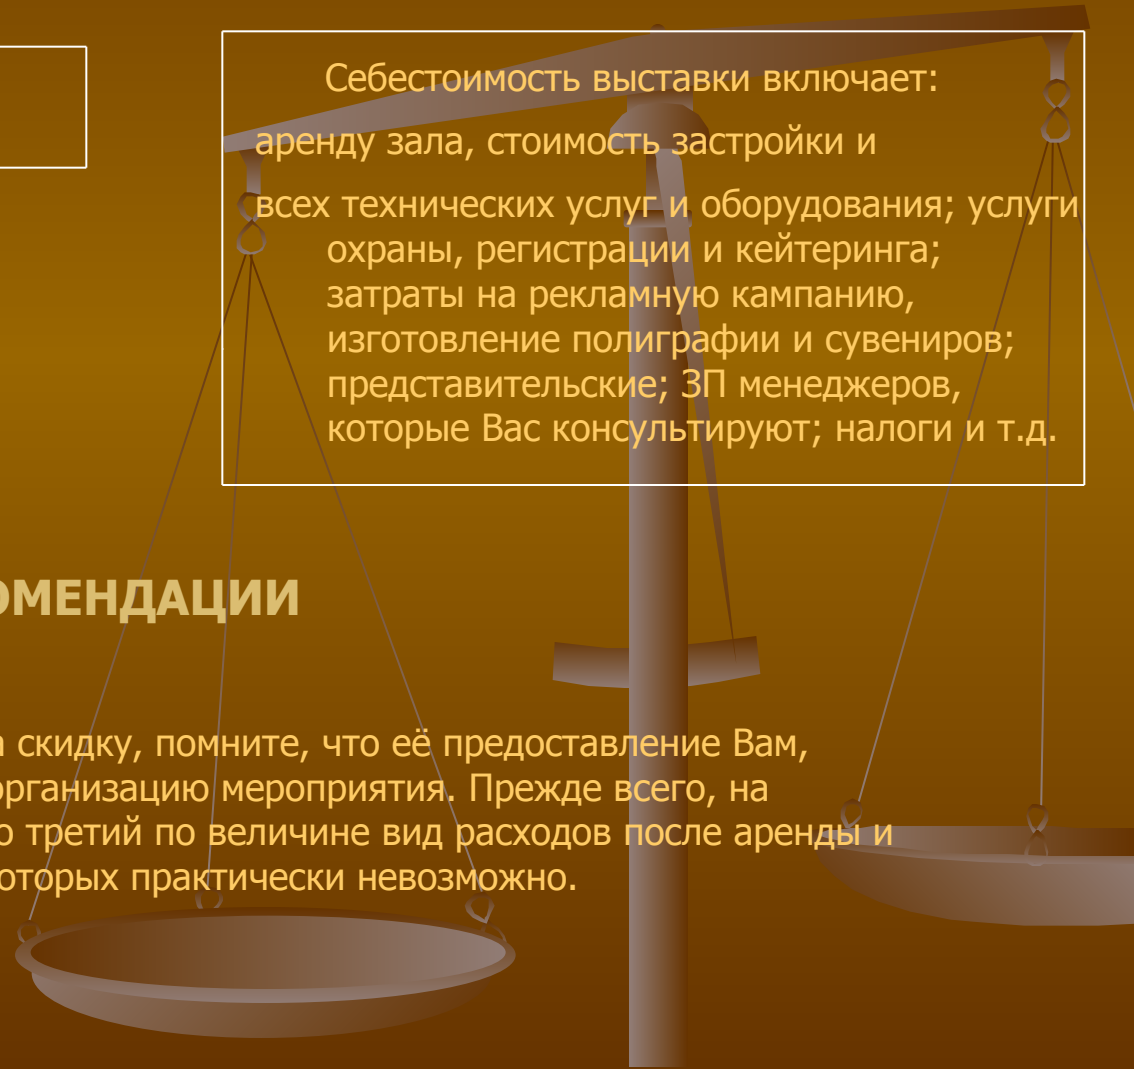 Себестоимость выставки включает:
аренду зала, стоимость застройки и
всех технических услуг и оборудования; услуги
охраны, регистрации и кейтеринга;
затраты на рекламную кампанию,
изготовление полиграфии и сувениров;
представительские; ЗП менеджеров,
которые Вас консультируют; налоги и т.д.
ОМЕНДАЦИИ
а скидку, помните, что её предоставление Вам,
организацию мероприятия. Прежде всего, на
о третий по величине вид расходов после аренды и
оторых практически невозможно.